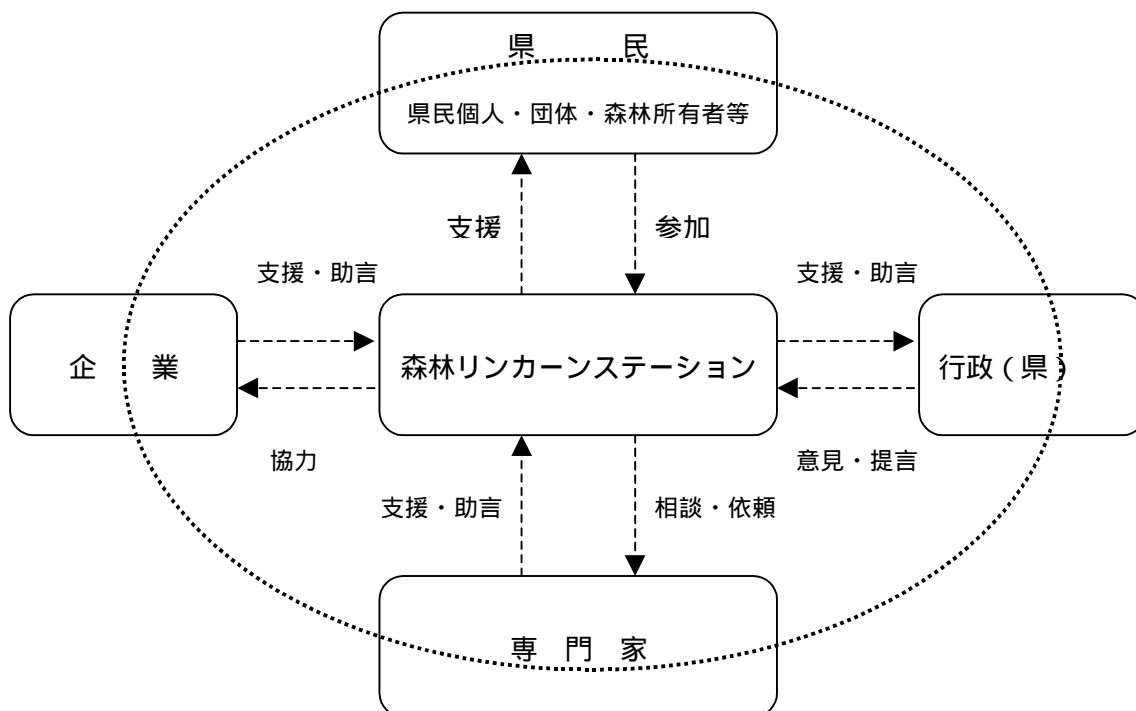 県　　　民
県民個人・団体・森林所有者等
支援
参加
支援・助言
支援・助言
企　　業
森林リンカーンステーション
行政（県）
協力
意見・提言
支援・助言
相談・依頼
専　門　家